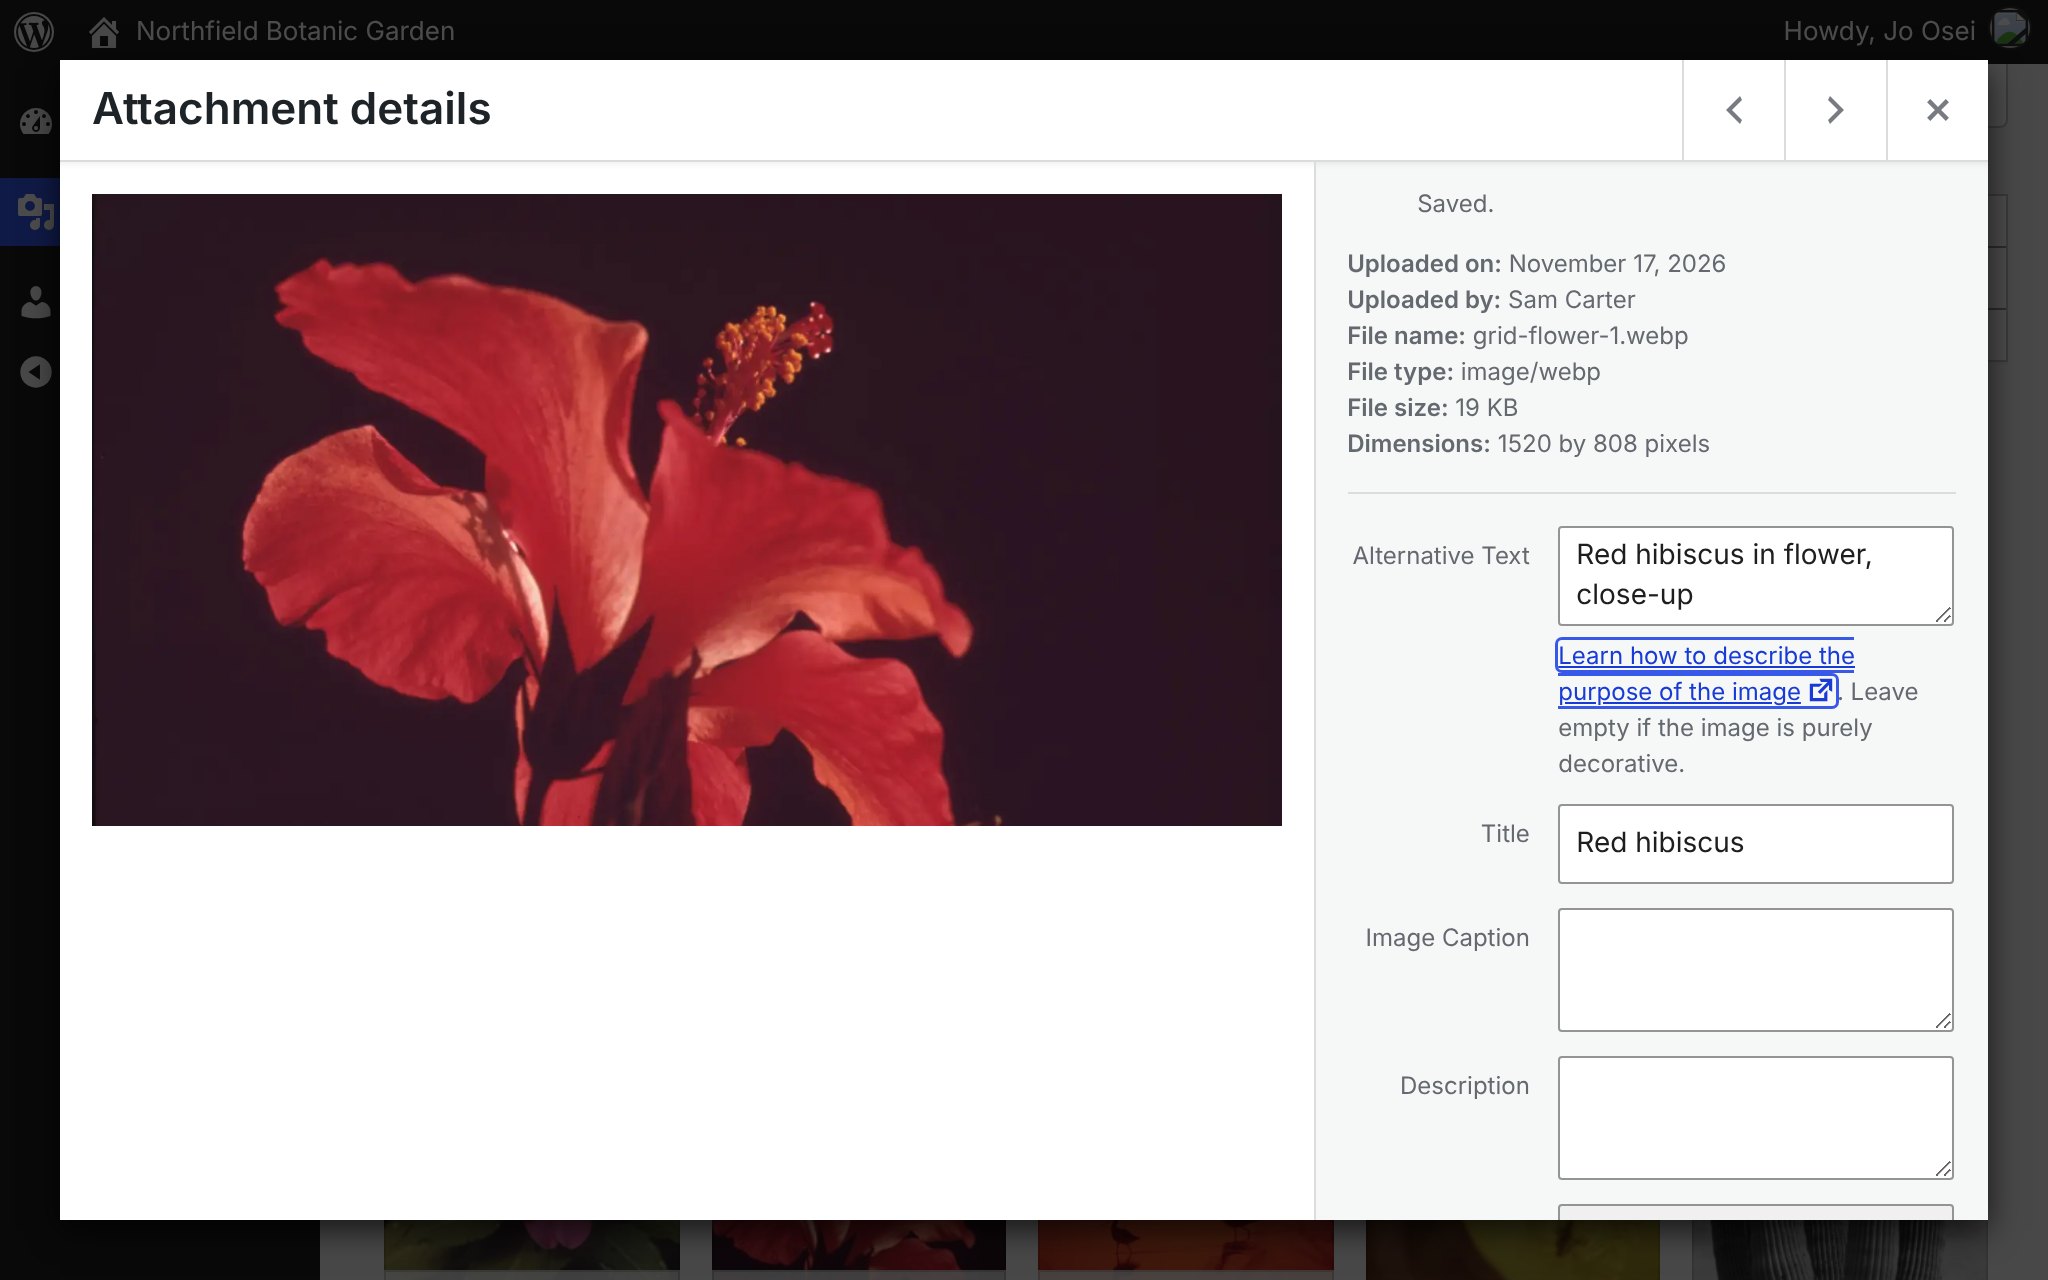 Northfield Botanic Garden
Howdy, Jo Osei
Attachment details
Saved.
Uploaded on: November 17, 2026
Uploaded by: Sam Carter
File name: grid-flower-1.webp
File type: image/webp
File size: 19 KB
Dimensions: 1520 by 808 pixels
Alternative Text
Red hibiscus in flower,
close-up
Learn how to describe the
purpose of the image. Leave
empty if the image is purely
decorative.
Title
Red hibiscus
Image Caption
Description